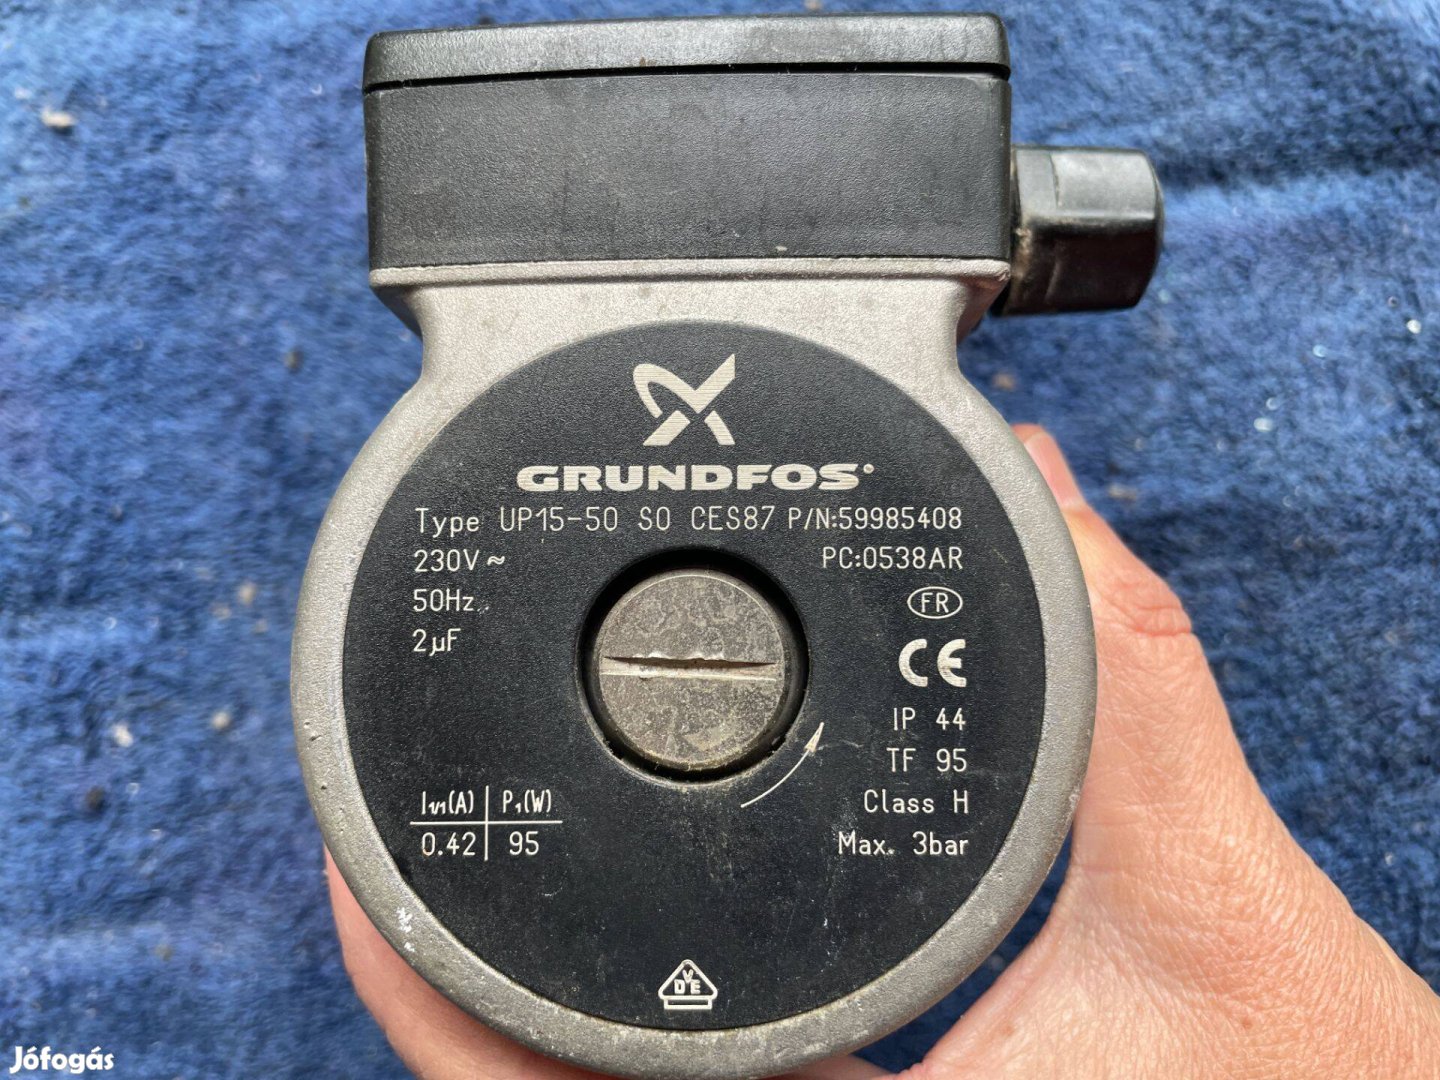 GRUNDFOS®
Type UP15-50 SO CES87 P/N:59985408
230V ~ PC:0538AR
50Hz FR
2µF CE
IP 44
TF 95
I1/1(A) P1(W) Class H
0.42 95 Max. 3bar
DVE
Jófogás